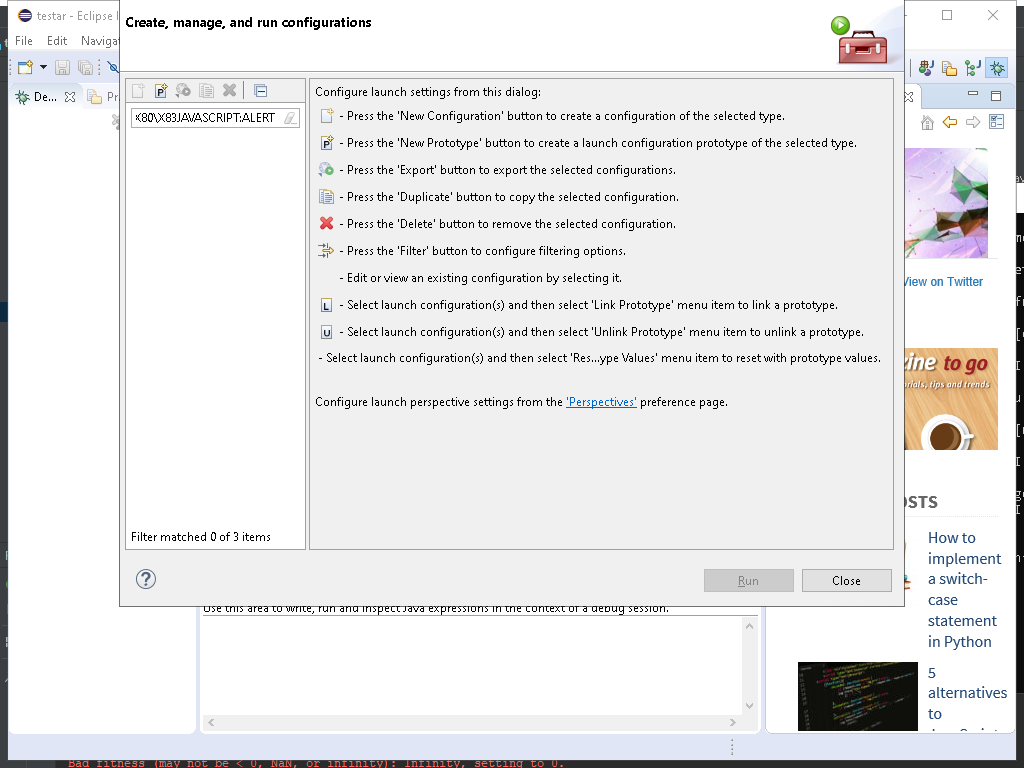 testar - Eclipse I
Create, manage, and run configurations
File Edit Navigat
De...
Pr
X80\X83JAVASCRIPT:ALERT
Configure launch settings from this dialog:
- Press the 'New Configuration' button to create a configuration of the selected type.
- Press the 'New Prototype' button to create a launch configuration prototype of the selected type.
- Press the 'Export' button to export the selected configurations.
- Press the 'Duplicate' button to copy the selected configuration.
- Press the 'Delete' button to remove the selected configuration.
- Press the 'Filter' button to configure filtering options.
- Edit or view an existing configuration by selecting it.
L - Select launch configuration(s) and then select 'Link Prototype' menu item to link a prototype.
U - Select launch configuration(s) and then select 'Unlink Prototype' menu item to unlink a prototype.
- Select launch configuration(s) and then select 'Res...ype Values' menu item to reset with prototype values.
Configure launch perspective settings from the 'Perspectives' preference page.
Filter matched 0 of 3 items
Run
Close
View on Twitter
zine to go
orials, tips and trends
OSTS
How to
implement
a switch-
case
statement
in Python
5
alternatives
to
Use this area to write, run and inspect Java expressions in the context of a debug session.
Bad fitness (may not be < 0, NaN, or infinity): Infinity, setting to 0.